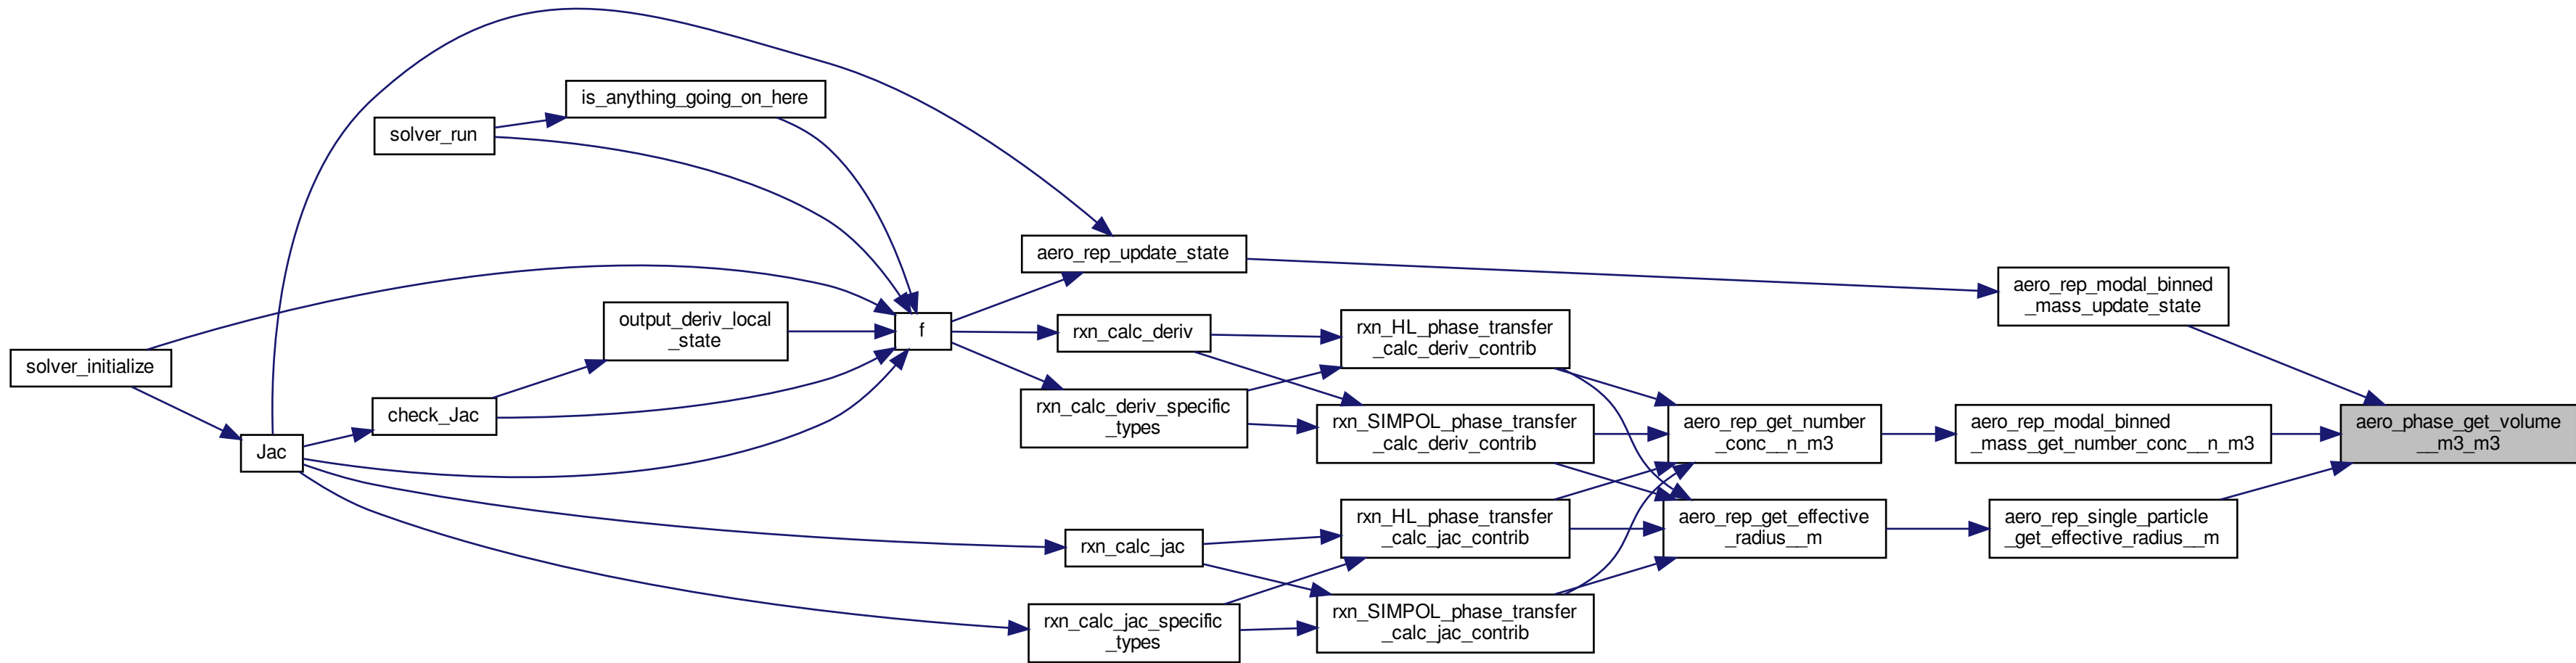 is_anything_going_on_here
solver_run
aero_rep_update_state
aero_rep_modal_binned
_mass_update_state
output_deriv_local
_state
f
rxn_calc_deriv
rxn_HL_phase_transfer
_calc_deriv_contrib
solver_initialize
check_Jac
rxn_calc_deriv_specific
_types
rxn_SIMPOL_phase_transfer
_calc_deriv_contrib
aero_rep_get_number
_conc__n_m3
aero_rep_modal_binned
_mass_get_number_conc__n_m3
aero_phase_get_volume
__m3_m3
Jac
rxn_calc_jac
rxn_HL_phase_transfer
_calc_jac_contrib
aero_rep_get_effective
_radius__m
aero_rep_single_particle
_get_effective_radius__m
rxn_calc_jac_specific
_types
rxn_SIMPOL_phase_transfer
_calc_jac_contrib